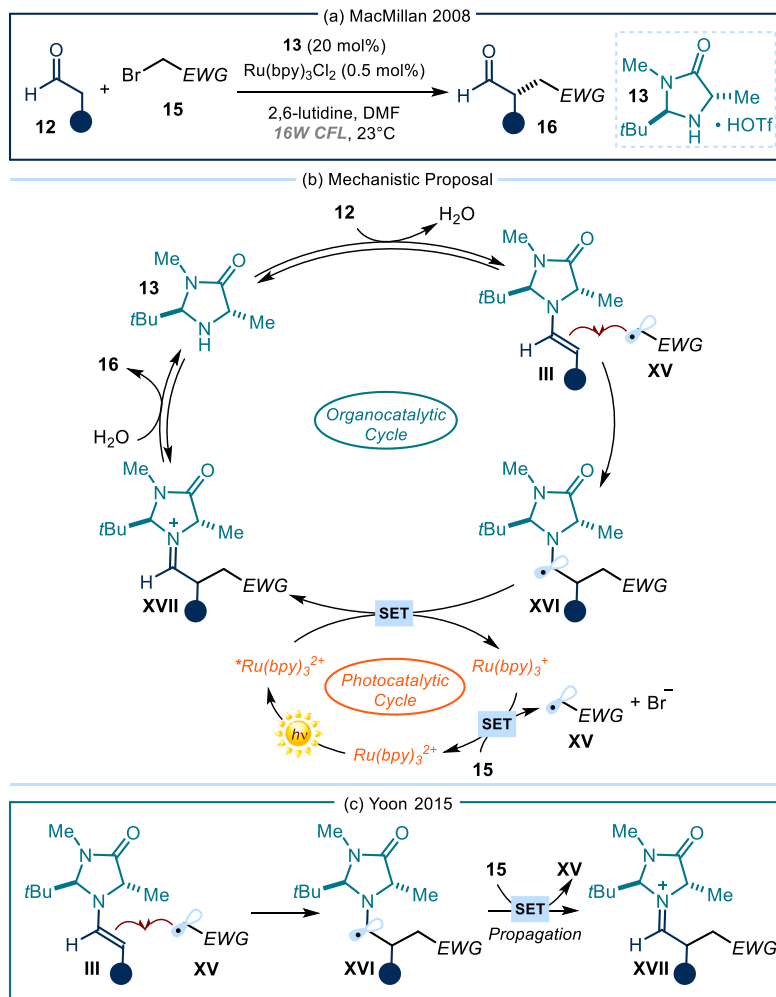 (a) MacMillan 2008
O
H
12
+
Br
EWG
15
13 (20 mol%)
Ru(bpy)3Cl2 (0.5 mol%)
2,6-lutidine, DMF
16W CFL, 23°C
O
H
EWG
16
Me
N
O
13
Me
tBu
N
H
• HOTf
(b) Mechanistic Proposal
12
H2O
Me
N
O
13
tBu
N
H
Me
Me
N
O
tBu
N
Me
H
III
EWG
XV
16
H2O
Organocatalytic
Cycle
Me
N
O
tBu
N
+
Me
H
EWG
XVII
Me
N
O
tBu
N
Me
H
EWG
XVI
SET
*Ru(bpy)3 2+
Photocatalytic
Cycle
Ru(bpy)3 +
hν
Ru(bpy)3 2+
SET
15
EWG
XV
+ Br−
(c) Yoon 2015
Me
N
O
tBu
N
Me
H
III
EWG
XV
Me
N
O
tBu
N
Me
H
EWG
XVI
15
XV
SET
Propagation
Me
N
O
tBu
N
+
Me
H
EWG
XVII